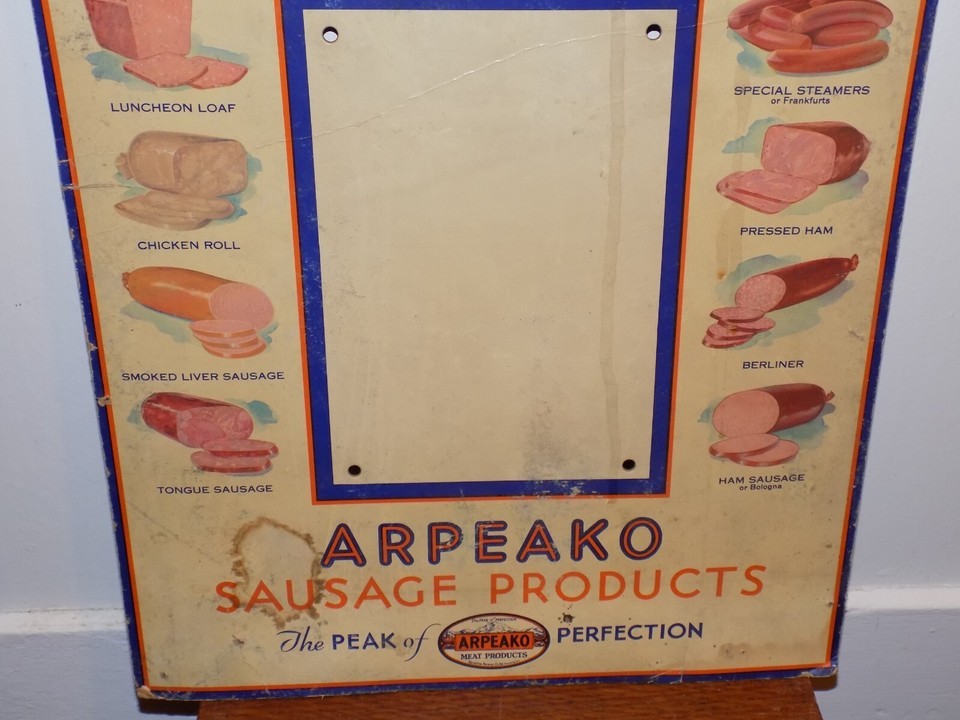 LUNCHEON LOAF
CHICKEN ROLL
SMOKED LIVER SAUSAGE
TONGUE SAUSAGE
SPECIAL STEAMERS
or Frankfurts
PRESSED HAM
BERLINER
HAM SAUSAGE
or Bologna
ARPEAKO
SAUSAGE PRODUCTS
The PEAK of ARPEAKO PERFECTION
MEAT PRODUCTS